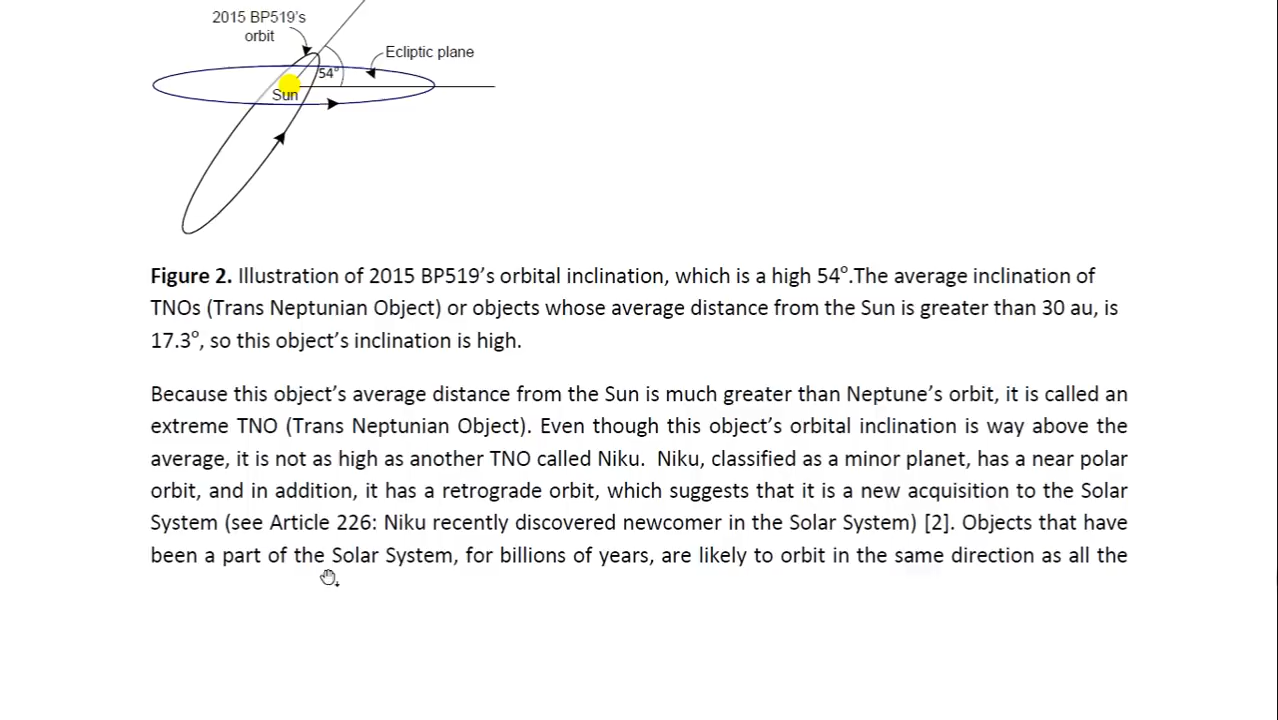 2015 BP519's
orbit
Ecliptic plane
54°
Sun
Figure 2. Illustration of 2015 BP519's orbital inclination, which is a high 54°.The average inclination of
TNOs (Trans Neptunian Object) or objects whose average distance from the Sun is greater than 30 au, is
17.3°, so this object's inclination is high.
Because this object's average distance from the Sun is much greater than Neptune's orbit, it is called an
extreme TNO (Trans Neptunian Object). Even though this object's orbital inclination is way above the
average, it is not as high as another TNO called Niku.  Niku, classified as a minor planet, has a near polar
orbit, and in addition, it has a retrograde orbit, which suggests that it is a new acquisition to the Solar
System (see Article 226: Niku recently discovered newcomer in the Solar System) [2]. Objects that have
been a part of the Solar System, for billions of years, are likely to orbit in the same direction as all the